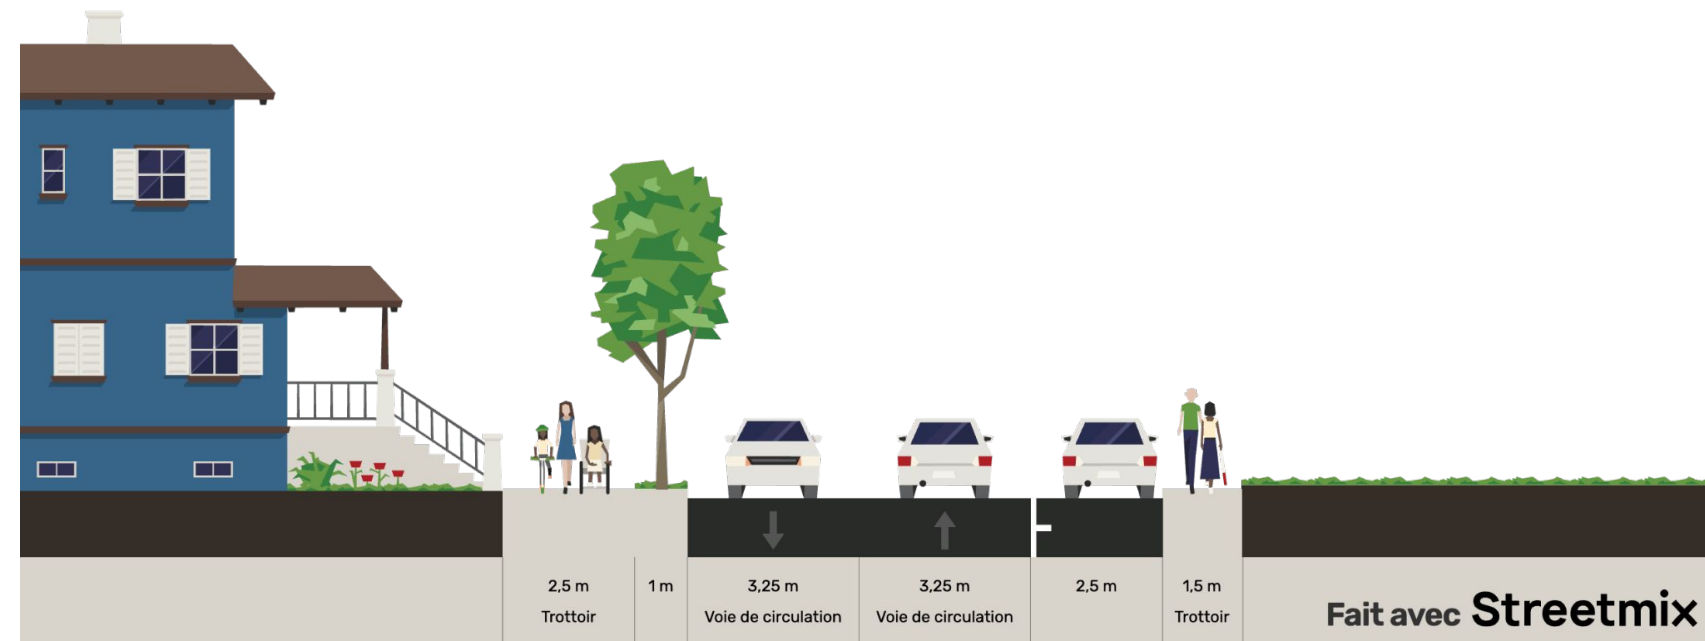 2,5 m
Trottoir
1 m
3,25 m
Voie de circulation
3,25 m
Voie de circulation
2,5 m
1,5 m
Trottoir
Fait avec Streetmix